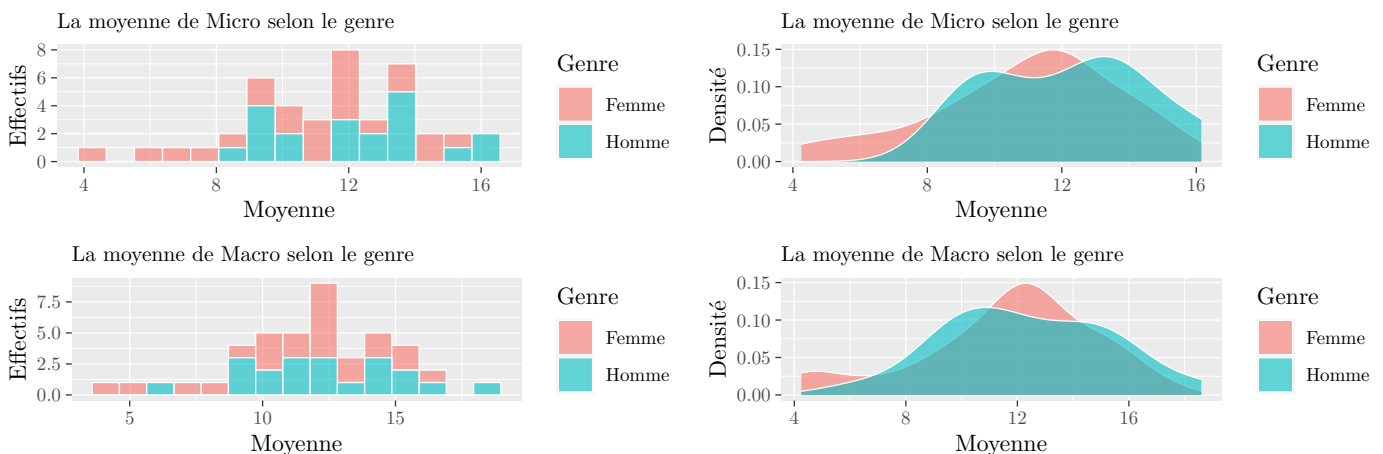 La moyenne de Micro selon le genre
Effectifs
8
6
4
2
0
4
8
12
16
Moyenne
Genre
Femme
Homme
La moyenne de Micro selon le genre
Densité
0.15
0.10
0.05
0.00
4
8
12
16
Moyenne
Genre
Femme
Homme
La moyenne de Macro selon le genre
Effectifs
7.5
5.0
2.5
0.0
5
10
15
Moyenne
Genre
Femme
Homme
La moyenne de Macro selon le genre
Densité
0.15
0.10
0.05
0.00
4
8
12
16
Moyenne
Genre
Femme
Homme